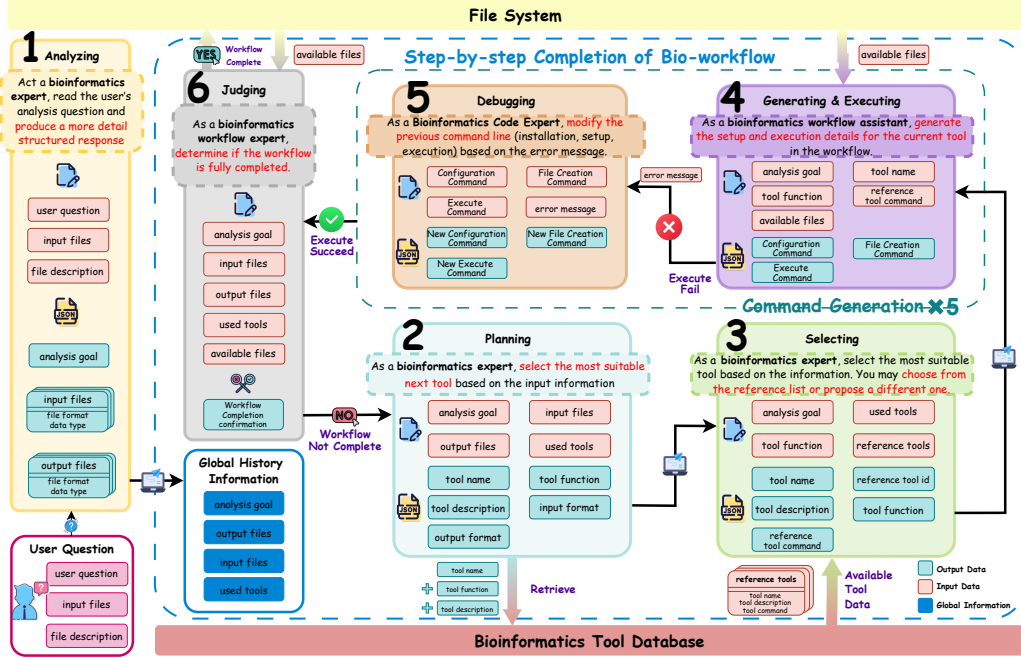 File System
1 Analyzing
Act a bioinformatics
expert, read the user's
analysis question and
produce a more detail
structured response
user question
input files
file description
JSON
analysis goal
input files
file format
data type
output files
file format
data type
User Question
user question
input files
file description
YES
Workflow
Complete
available files
6 Judging
As a bioinformatics
workflow expert,
determine if the workflow
is fully completed.
analysis goal
input files
output files
used tools
available files
Workflow
Completion
confirmation
Global History
Information
analysis goal
output files
input files
used tools
Step-by-step Completion of Bio-workflow
available files
5 Debugging
As a Bioinformatics Code Expert, modify the
previous command line (installation, setup,
execution) based on the error message.
Configuration
Command
File Creation
Command
Execute
Command
error message
JSON
New Configuration
Command
New File Creation
Command
New Execute
Command
Execute
Succeed
error message
Execute
Fail
4 Generating & Executing
As a bioinformatics workflow assistant, generate
the setup and execution details for the current tool
in the workflow.
analysis goal
tool name
tool function
reference
tool command
available files
JSON
Configuration
Command
File Creation
Command
Execute
Command
Command Generation ×5
NO
Workflow
Not Complete
2 Planning
As a bioinformatics expert, select the most suitable
next tool based on the input information
analysis goal
input files
output files
used tools
JSON
tool name
tool function
tool description
input format
output format
3 Selecting
As a bioinformatics expert, select the most suitable
tool based on the information. You may choose from
the reference list or propose a different one.
analysis goal
used tools
tool function
reference tools
JSON
tool name
reference tool id
tool description
tool function
reference
tool command
tool name
+ tool function
+ tool description
Retrieve
reference tools
tool name
tool description
tool command
Available
Tool
Data
Output Data
Input Data
Global Information
Bioinformatics Tool Database